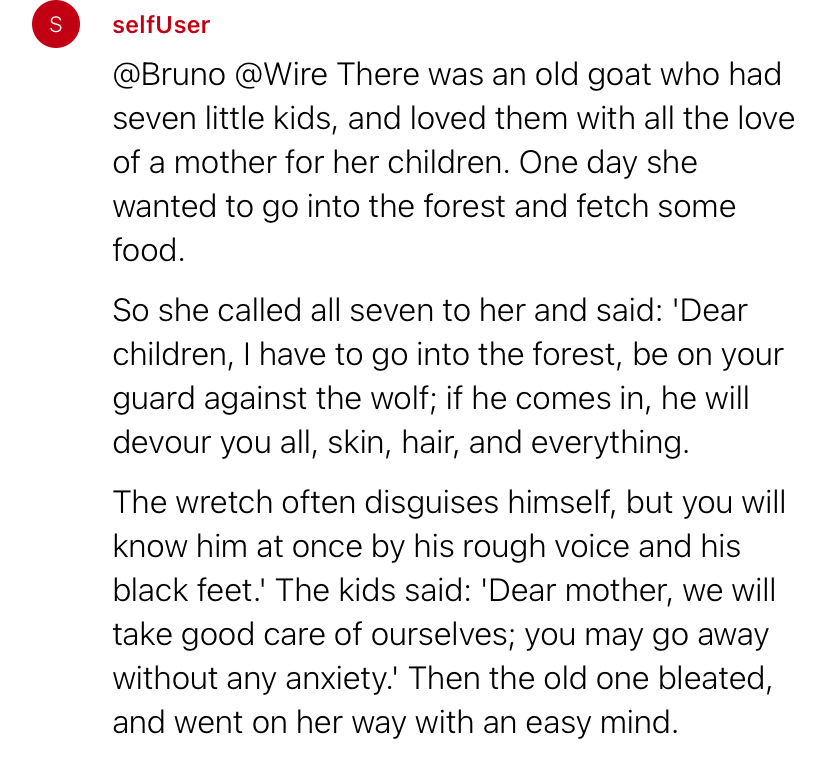 S
selfUser
@Bruno @Wire There was an old goat who had
seven little kids, and loved them with all the love
of a mother for her children. One day she
wanted to go into the forest and fetch some
food.
So she called all seven to her and said: 'Dear
children, I have to go into the forest, be on your
guard against the wolf; if he comes in, he will
devour you all, skin, hair, and everything.
The wretch often disguises himself, but you will
know him at once by his rough voice and his
black feet.' The kids said: 'Dear mother, we will
take good care of ourselves; you may go away
without any anxiety.' Then the old one bleated,
and went on her way with an easy mind.